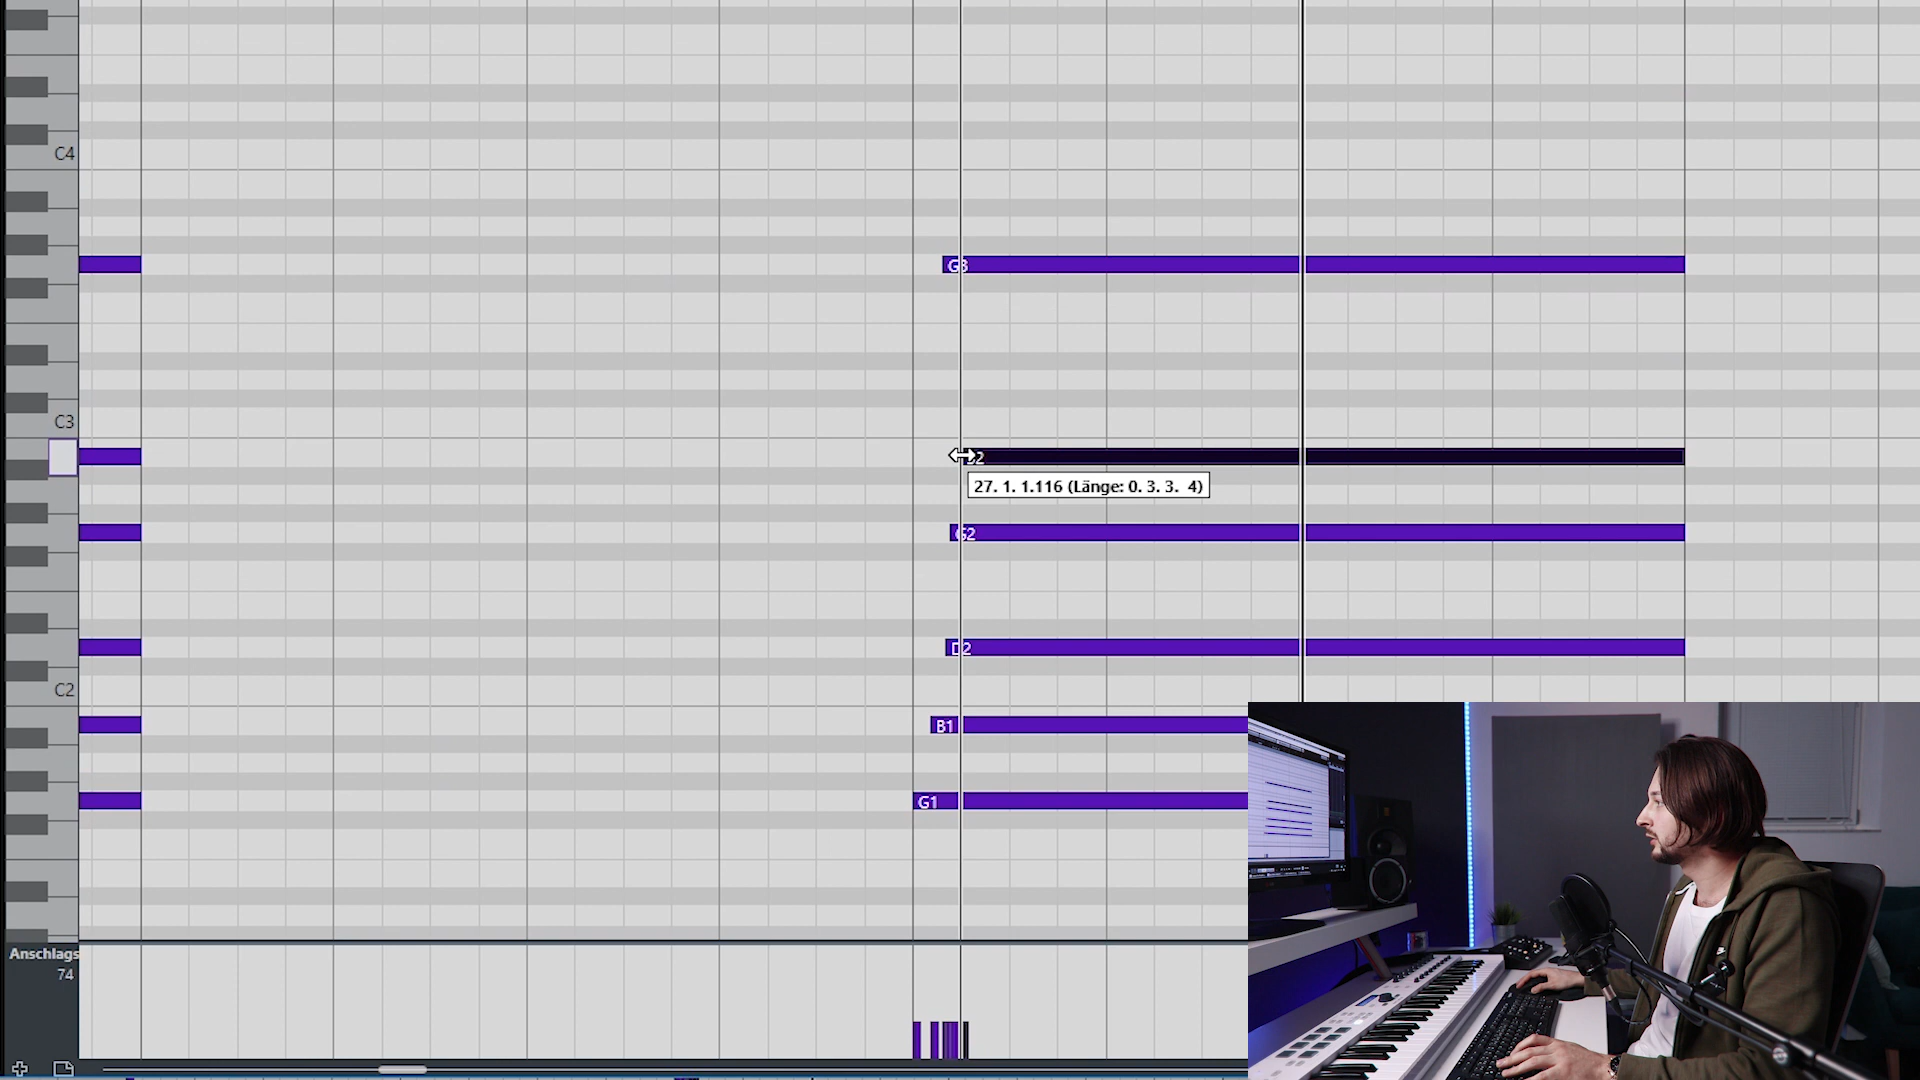 C4
G3
C3
27. 1. 1.116 (Länge: 0. 3. 3. 4)
G2
D2
C2
B1
G1
Anschlags
74